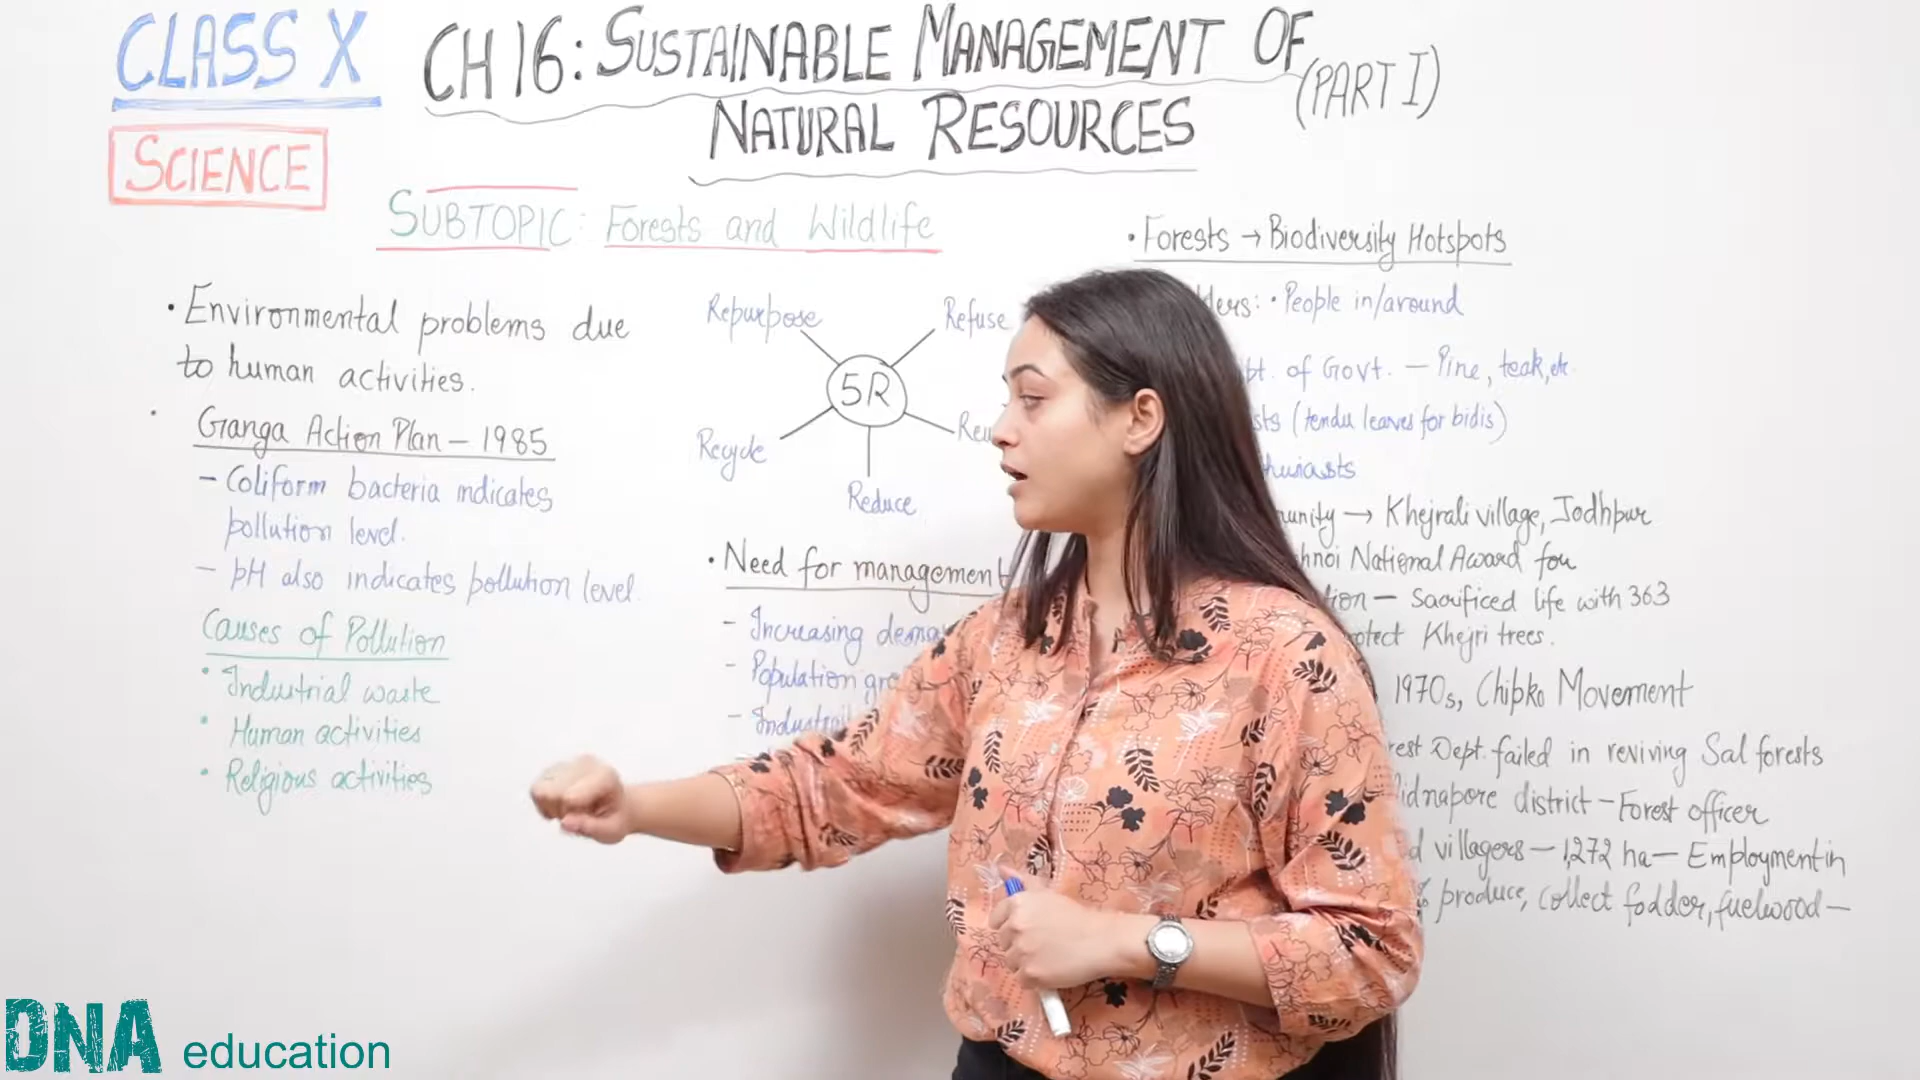 CLASS X
CH 16: SUSTAINABLE MANAGEMENT OF
NATURAL RESOURCES
(PART I)
SCIENCE
SUBTOPIC: Forests and Wildlife
• Environmental problems due
to human activities.
Ganga Action Plan – 1985
– Coliform bacteria indicates
pollution level.
– pH also indicates pollution level.
Causes of Pollution
• Industrial waste
• Human activities
• Religious activities
Repurpose
Refuse
5R
Recycle
Reduce
• Need for management
– Increasing
– Population
–
• Forests → Biodiversity Hotspots
• People in/around
of Govt. – Pine, teak, etc.
(tendu leaves for bidis)
→ Khejrali village, Jodhpur
National Award for
– Sacrificed life with 363
Khejri trees.
1970s, Chipko Movement
Dept. failed in reviving Sal forests
district – Forest officer
villagers – 1,272 ha – Employment in
produce, collect fodder, fuelwood –
DNA education